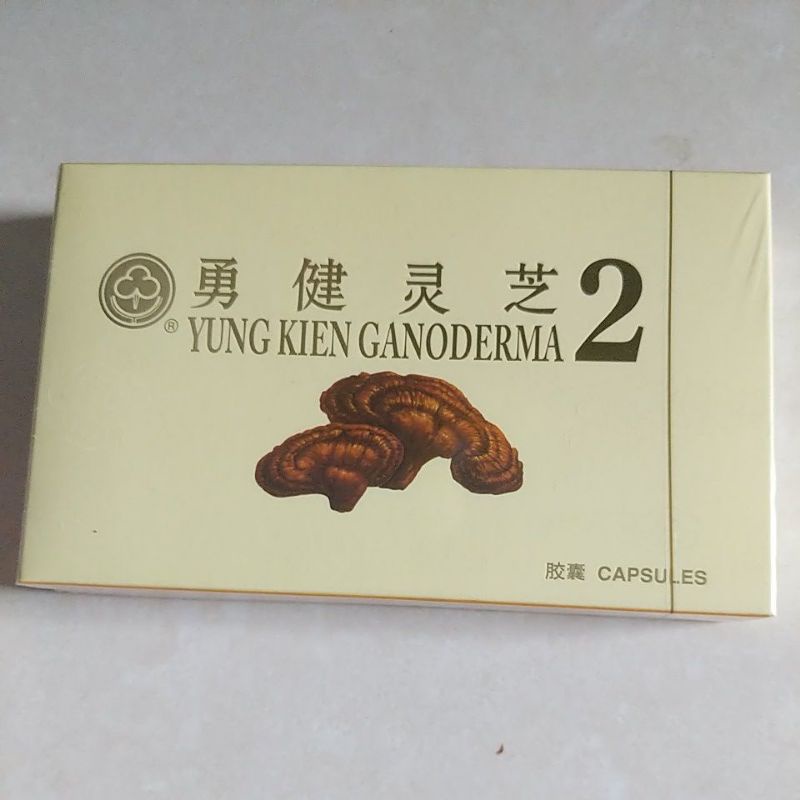 勇健灵芝2
YUNG KIEN GANODERMA
®
胶囊 CAPSULES